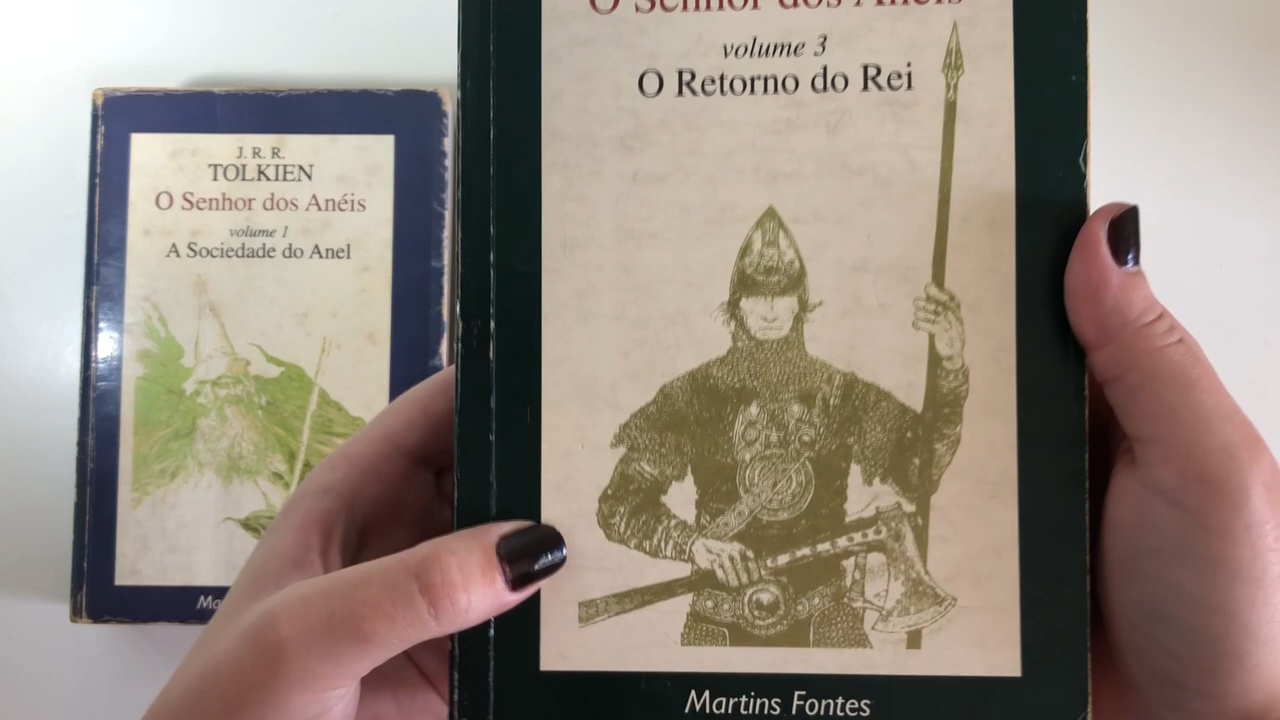 J. R. R.
TOLKIEN
O Senhor dos Anéis
volume 1
A Sociedade do Anel
O Senhor dos Anéis
volume 3
O Retorno do Rei
Martins Fontes